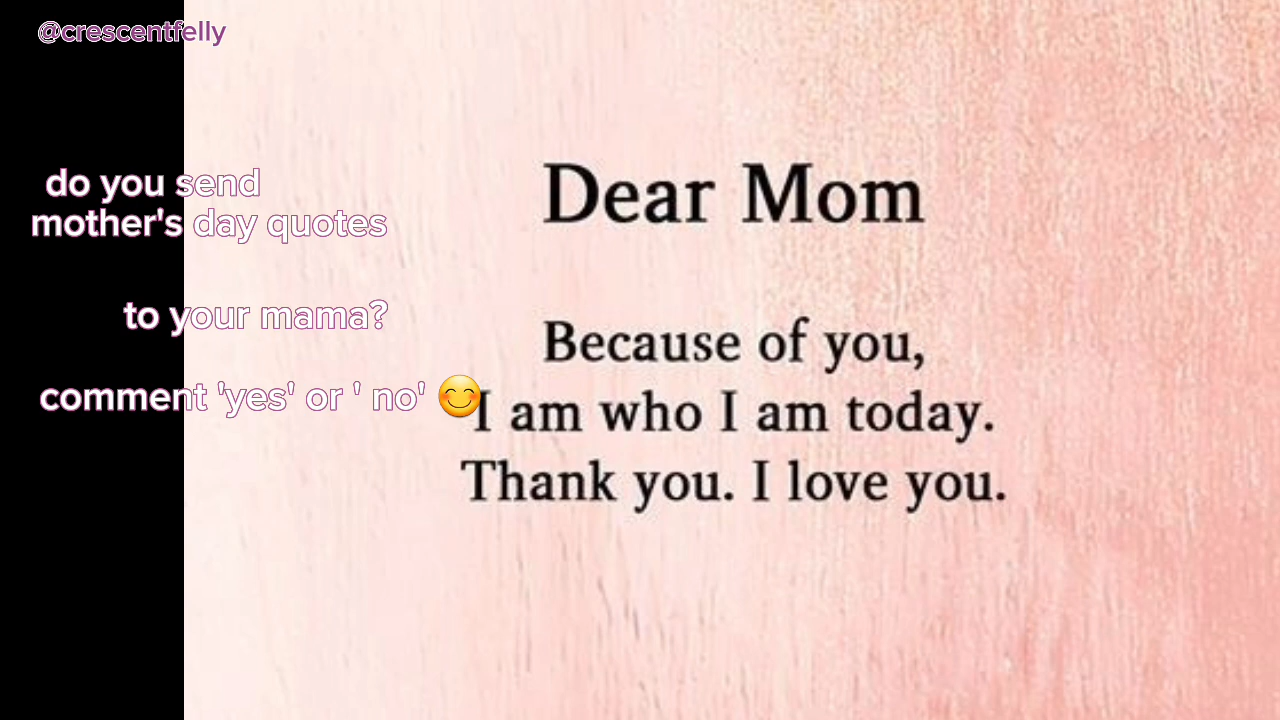 @crescentfelly
do you send
mother's day quotes
to your mama?
comment 'yes' or ' no' 😊
Dear Mom
Because of you,
I am who I am today.
Thank you. I love you.